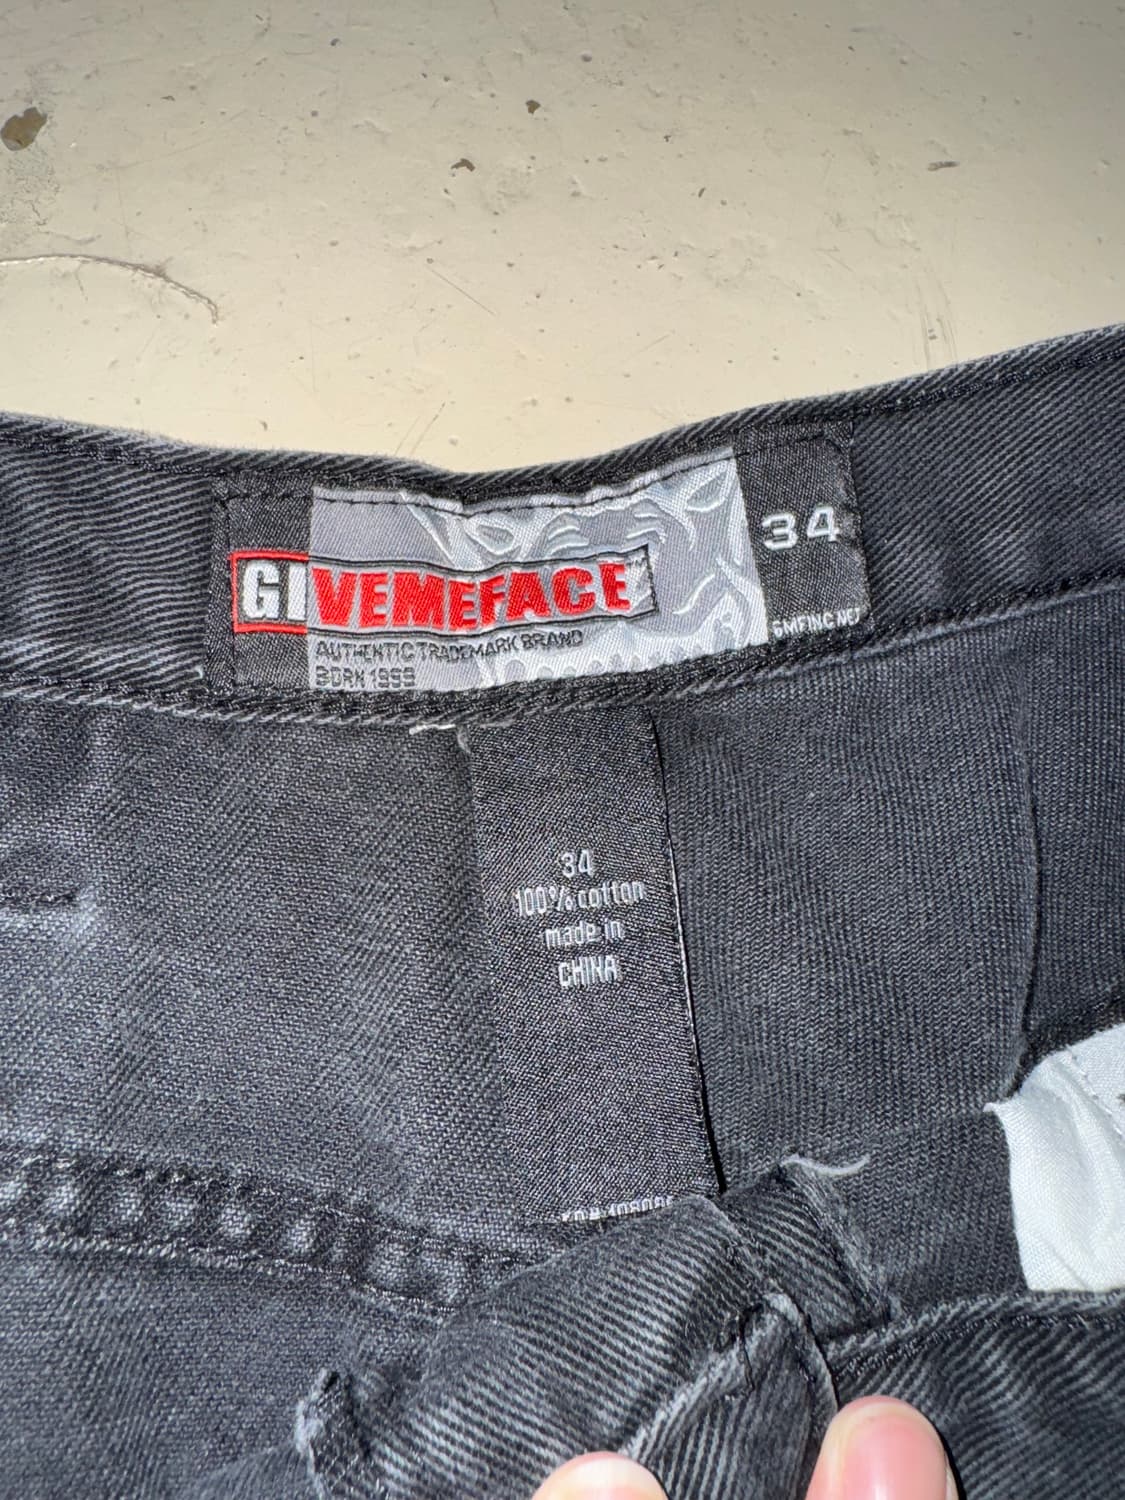 GIVEMEFACE
AUTHENTIC TRADEMARK BRAND
BORN 1999
34
GMFINC.NET
34
100% cotton
made in
CHINA